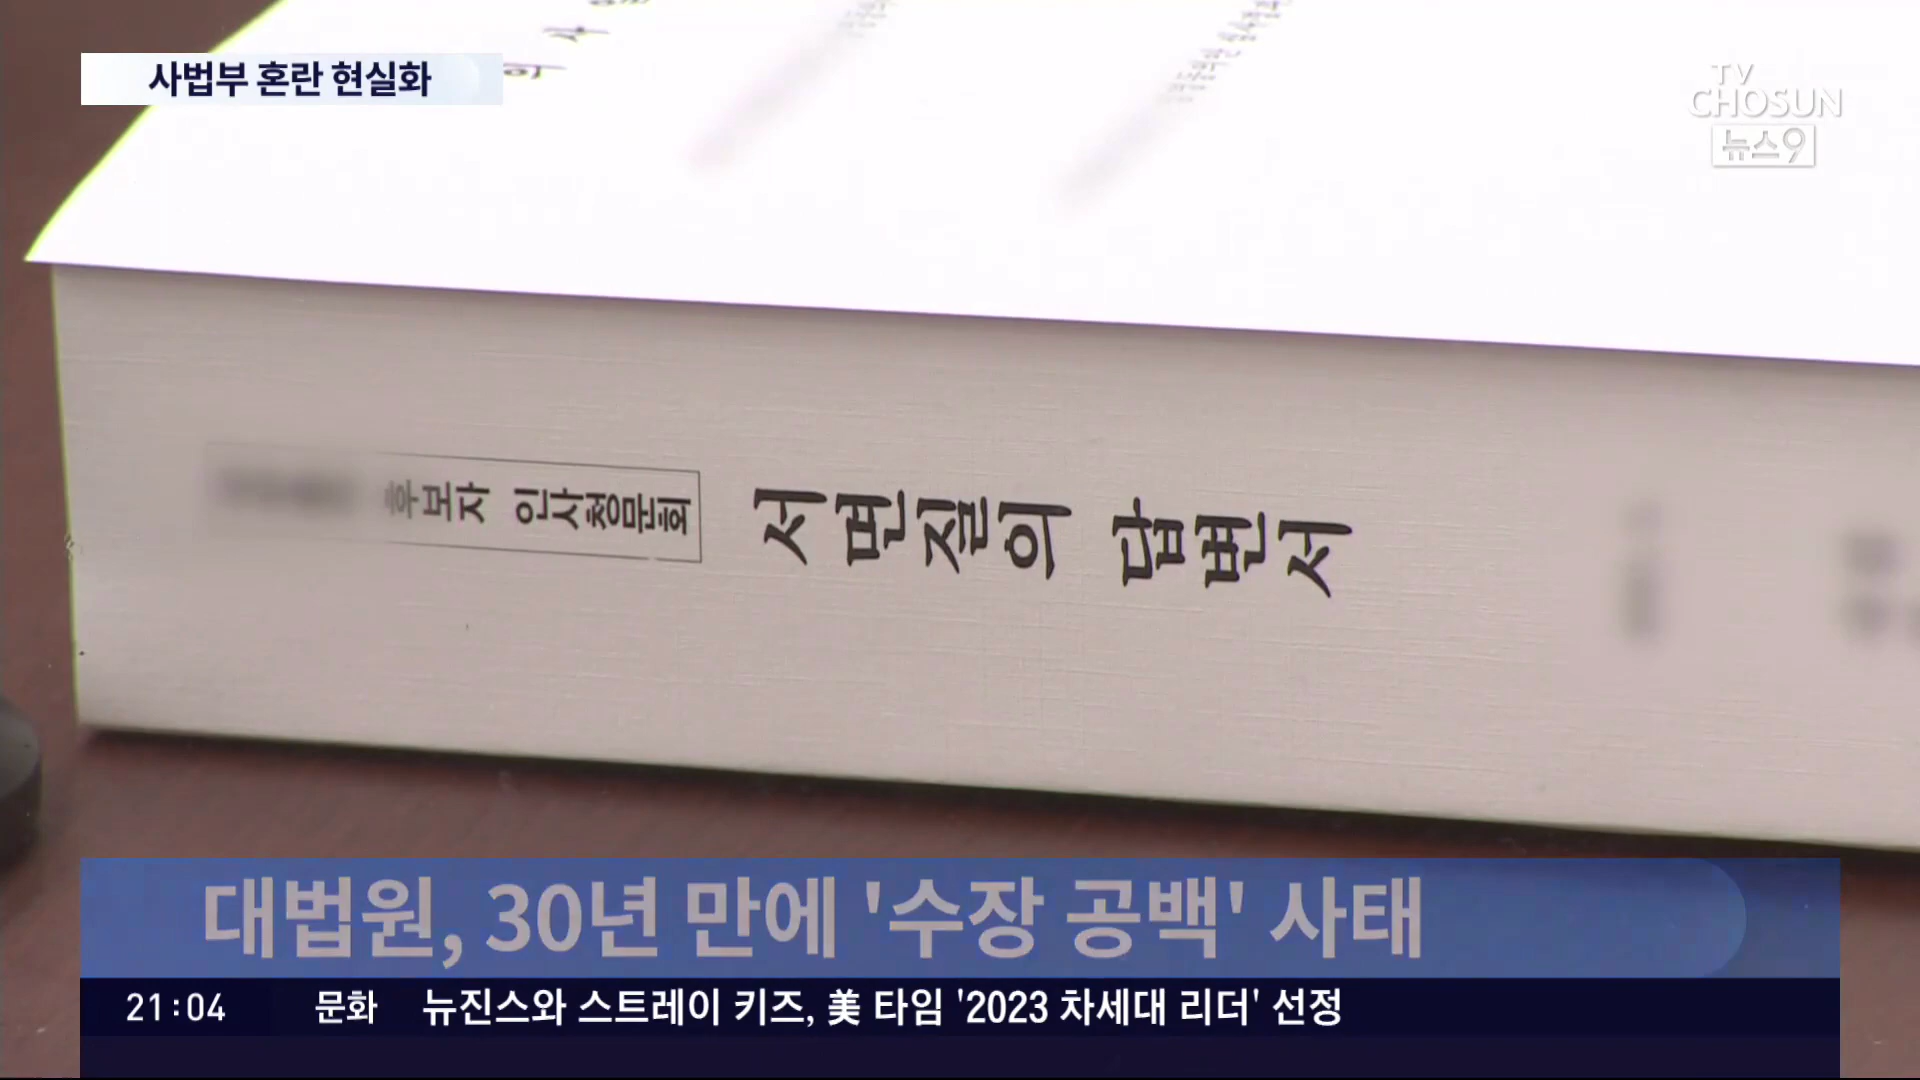 사법부 혼란 현실화
TV
CHOSUN
뉴스9
후보자 인사청문회
서면질의 답변서
대법원, 30년 만에 '수장 공백' 사태
21:04 문화 뉴진스와 스트레이 키즈, 美 타임 '2023 차세대 리더' 선정